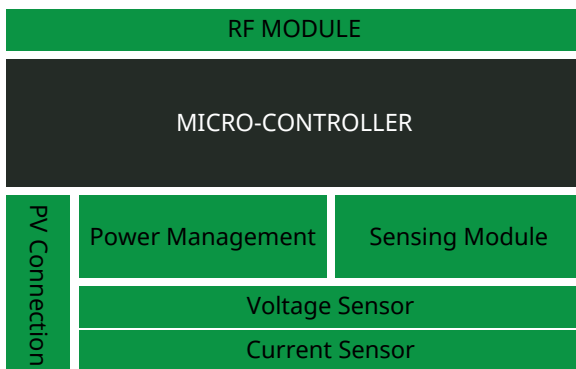 RF MODULE
MICRO-CONTROLLER
PV Connection
Power Management
Sensing Module
Voltage Sensor
Current Sensor